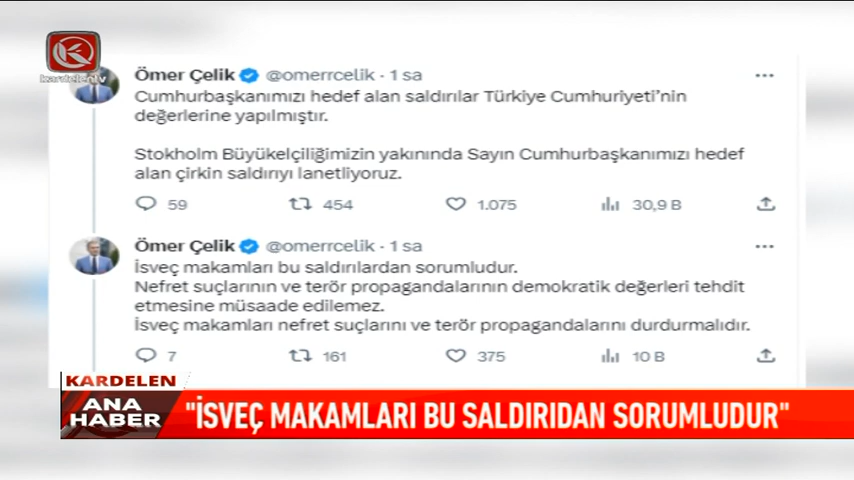 kardelentv
Ömer Çelik @omerrcelik · 1 sa
Cumhurbaşkanımızı hedef alan saldırılar Türkiye Cumhuriyeti'nin
değerlerine yapılmıştır.
Stokholm Büyükelçiliğimizin yakınında Sayın Cumhurbaşkanımızı hedef
alan çirkin saldırıyı lanetliyoruz.
59 454 1.075 30,9 B
Ömer Çelik @omerrcelik · 1 sa
İsveç makamları bu saldırılardan sorumludur.
Nefret suçlarının ve terör propagandalarının demokratik değerleri tehdit
etmesine müsaade edilemez.
İsveç makamları nefret suçlarını ve terör propagandalarını durdurmalıdır.
7 161 375 10 B
KARDELEN
ANA
HABER
"İSVEÇ MAKAMLARI BU SALDIRIDAN SORUMLUDUR"